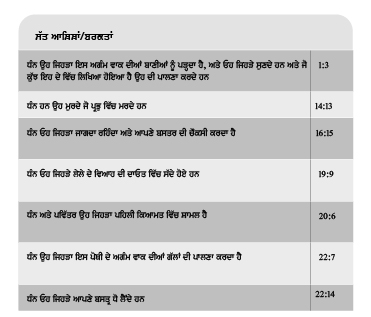 ਸੱਤ ਆਸ਼ਿਸ਼ਾਂ/ਬਰਕਤਾਂ
ਧੰਨ ਉਹ ਜਿਹੜਾ ਇਸ ਅਗੰਮ ਵਾਕ ਦੀਆਂ ਬਾਣੀਆਂ ਨੂੰ ਪੜ੍ਹਦਾ ਹੈ, ਅਤੇ ਓਹ ਜਿਹੜੇ ਸੁਣਦੇ ਹਨ ਅਤੇ ਜੋ 1:3
ਕੁੱਝ ਇਹ ਦੇ ਵਿੱਚ ਲਿਖਿਆ ਹੋਇਆ ਹੈ ਉਹ ਦੀ ਪਾਲਣਾ ਕਰਦੇ ਹਨ
ਧੰਨ ਹਨ ਉਹ ਮੁਰਦੇ ਜੋ ਪ੍ਰਭੂ ਵਿੱਚ ਮਰਦੇ ਹਨ 14:13
ਧੰਨ ਓਹ ਜਿਹੜਾ ਜਾਗਦਾ ਰਹਿੰਦਾ ਅਤੇ ਆਪਣੇ ਬਸਤਰ ਦੀ ਚੌਕਸੀ ਕਰਦਾ ਹੈ 16:15
ਧੰਨ ਓਹ ਜਿਹੜੇ ਲੇਲੇ ਦੇ ਵਿਆਹ ਦੀ ਦਾਓਤ ਵਿੱਚ ਸੱਦੇ ਹੋਏ ਹਨ 19:9
ਧੰਨ ਅਤੇ ਪਵਿੱਤਰ ਉਹ ਜਿਹੜਾ ਪਹਿਲੀ ਕਿਆਮਤ ਵਿੱਚ ਸ਼ਾਮਲ ਹੈ 20:6
ਧੰਨ ਉਹ ਜਿਹੜਾ ਇਸ ਪੋਥੀ ਦੇ ਅਗੰਮ ਵਾਕ ਦੀਆਂ ਗੱਲਾਂ ਦੀ ਪਾਲਣਾ ਕਰਦਾ ਹੈ 22:7
ਧੰਨ ਓਹ ਜਿਹੜੇ ਆਪਣੇ ਬਸਤ੍ਰ ਧੋ ਲੈਂਦੇ ਹਨ 22:14